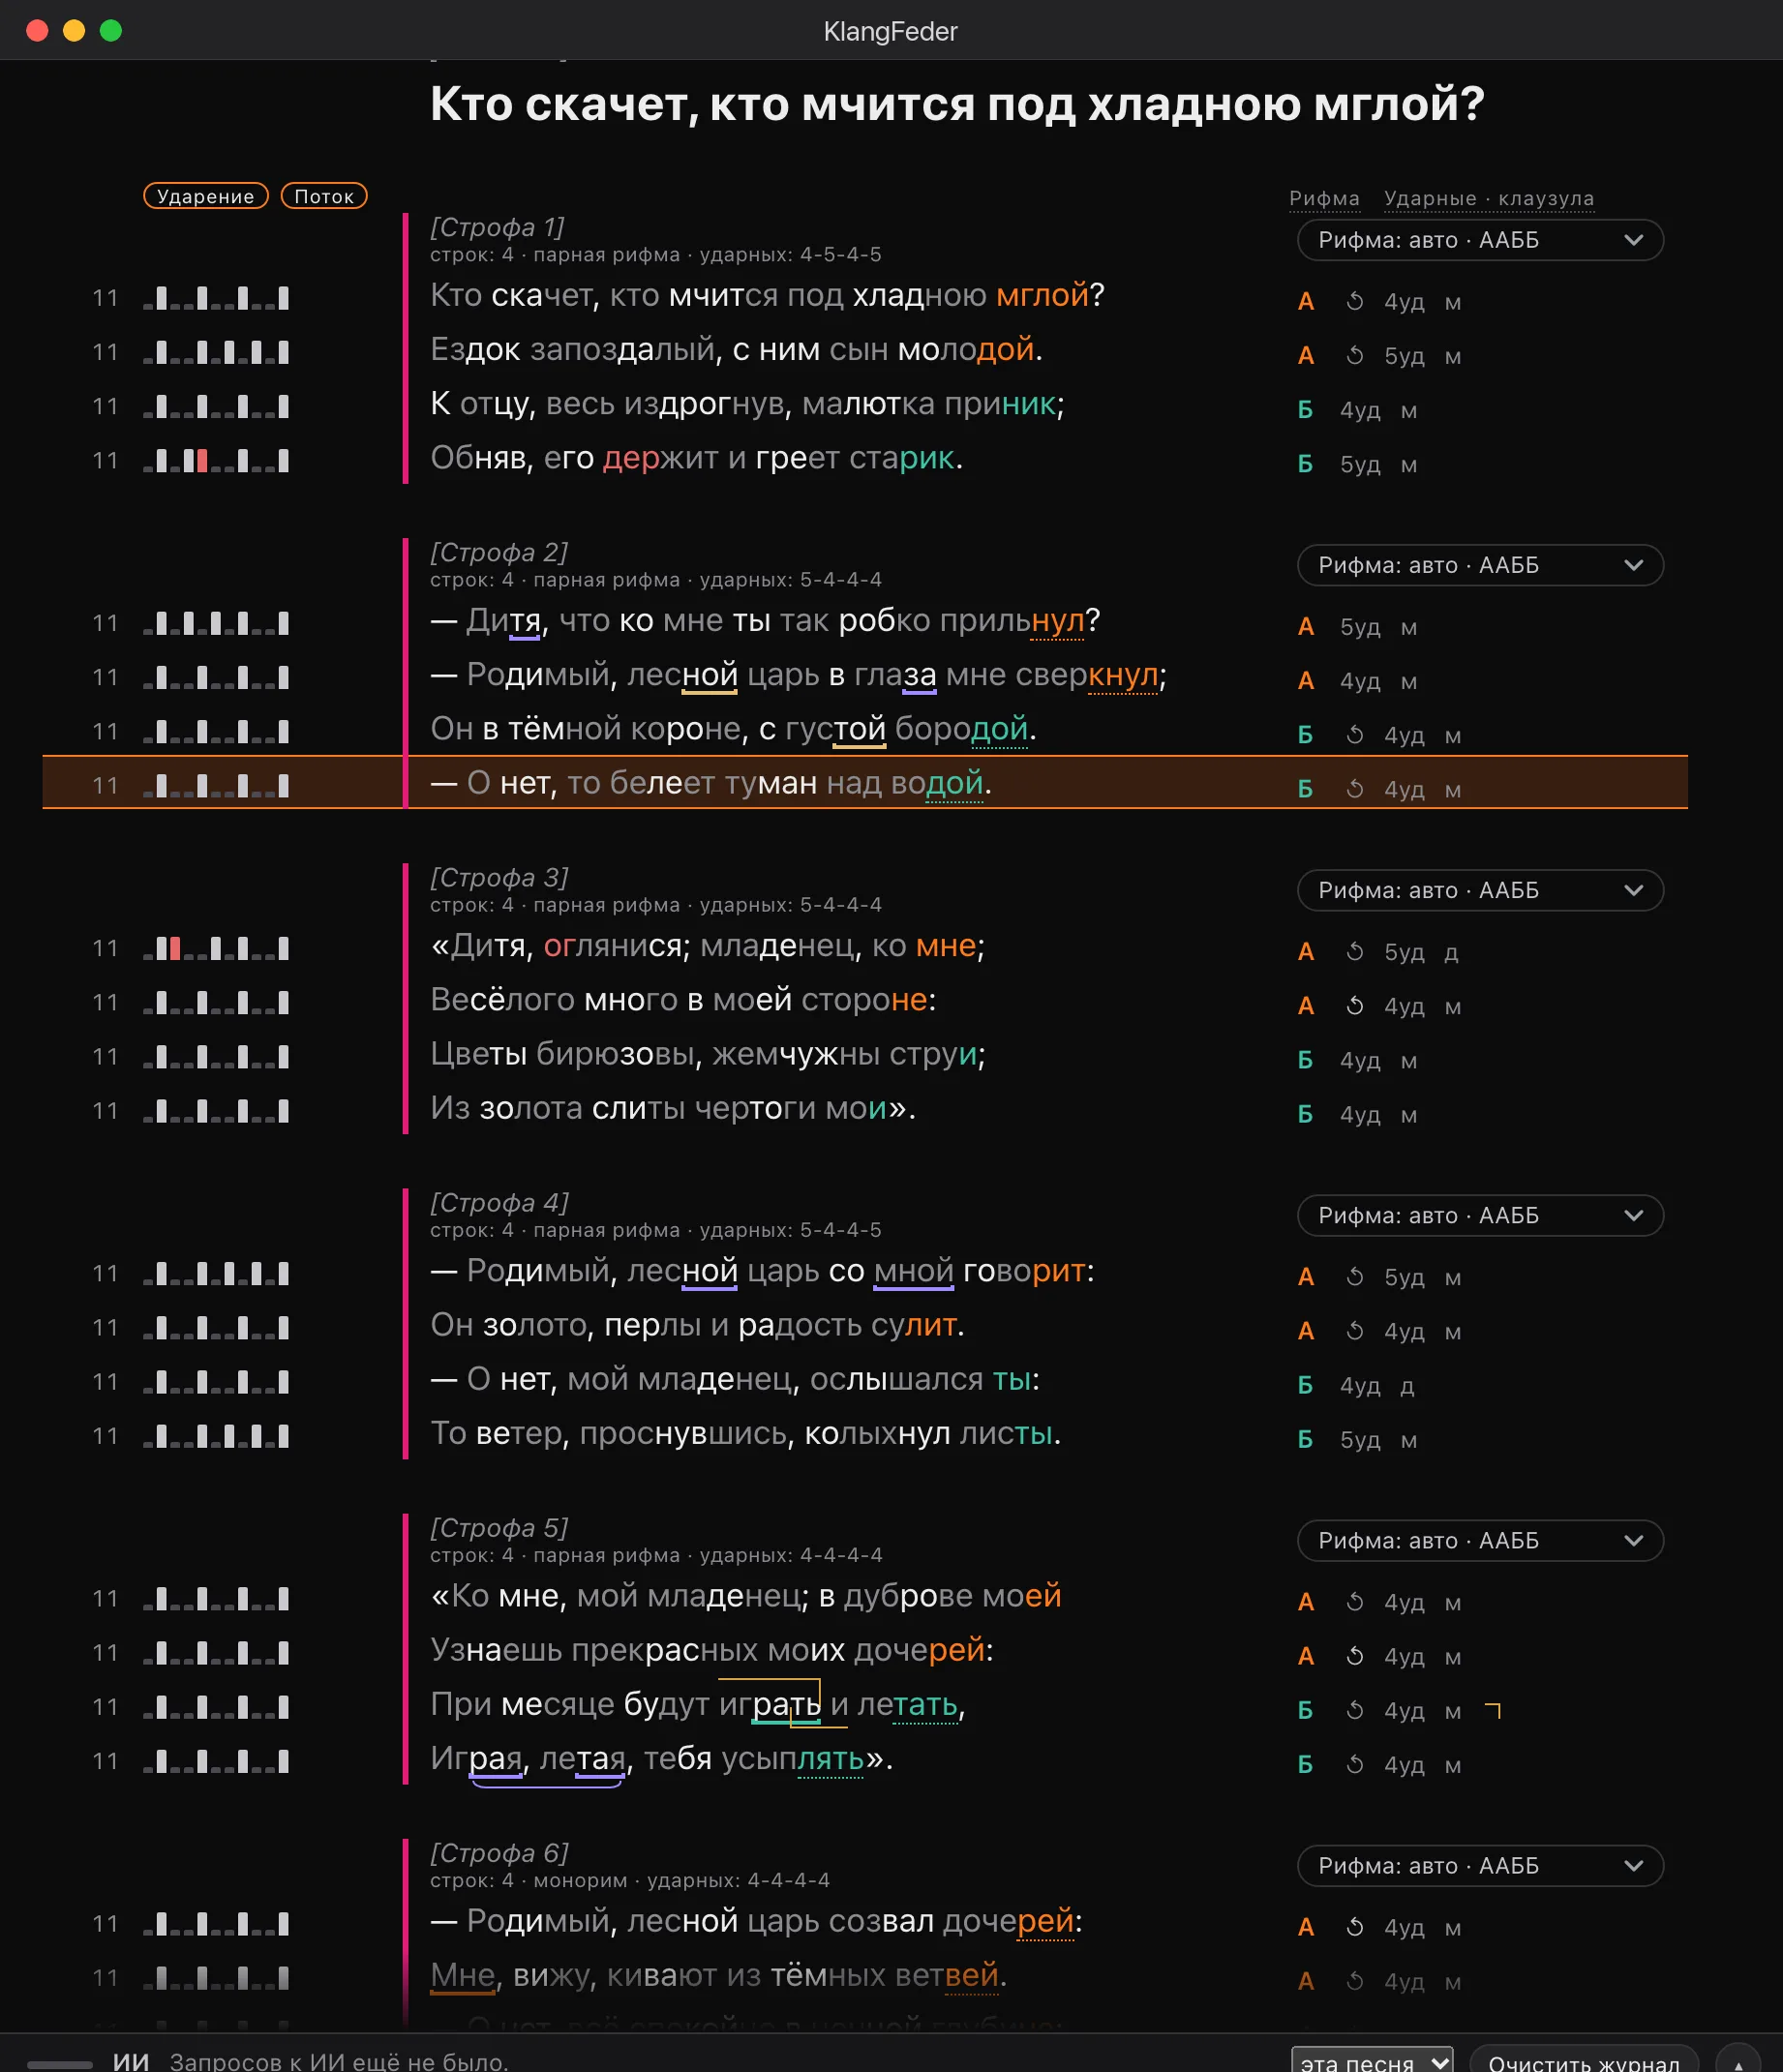 KlangFeder
Кто скачет, кто мчится под хладною мглой?
Ударение Поток Рифма Ударные · клаузула
[Строфа 1]
строк: 4 · парная рифма · ударных: 4-5-4-5 Рифма: авто · ААББ
11 Кто скачет, кто мчится под хладною мглой? А 4уд м
11 Ездок запоздалый, с ним сын молодой. А 5уд м
11 К отцу, весь издрогнув, малютка приник; Б 4уд м
11 Обняв, его держит и греет старик. Б 5уд м
[Строфа 2]
строк: 4 · парная рифма · ударных: 5-4-4-4 Рифма: авто · ААББ
11 — Дитя, что ко мне ты так робко прильнул? А 5уд м
11 — Родимый, лесной царь в глаза мне сверкнул; А 4уд м
11 Он в тёмной короне, с густой бородой. Б 4уд м
11 — О нет, то белеет туман над водой. Б 4уд м
[Строфа 3]
строк: 4 · парная рифма · ударных: 5-4-4-4 Рифма: авто · ААББ
11 «Дитя, оглянися; младенец, ко мне; А 5уд д
11 Весёлого много в моей стороне: А 4уд м
11 Цветы бирюзовы, жемчужны струи; Б 4уд м
11 Из золота слиты чертоги мои». Б 4уд м
[Строфа 4]
строк: 4 · парная рифма · ударных: 5-4-4-5 Рифма: авто · ААББ
11 — Родимый, лесной царь со мной говорит: А 5уд м
11 Он золото, перлы и радость сулит. А 4уд м
11 — О нет, мой младенец, ослышался ты: Б 4уд д
11 То ветер, проснувшись, колыхнул листы. Б 5уд м
[Строфа 5]
строк: 4 · парная рифма · ударных: 4-4-4-4 Рифма: авто · ААББ
11 «Ко мне, мой младенец; в дуброве моей А 4уд м
11 Узнаешь прекрасных моих дочерей: А 4уд м
11 При месяце будут играть и летать, Б 4уд м
11 Играя, летая, тебя усыплять». Б 4уд м
[Строфа 6]
строк: 4 · монорим · ударных: 4-4-4-4 Рифма: авто · ААББ
11 — Родимый, лесной царь созвал дочерей: А 4уд м
11 Мне, вижу, кивают из тёмных ветвей. А 4уд м
ИИ Запросов к ИИ ещё не было. эта песня Очистить журнал